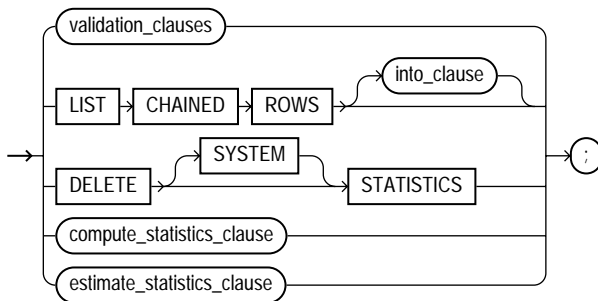 validation_clauses
into_clause
LIST CHAINED ROWS
SYSTEM
;
DELETE STATISTICS
compute_statistics_clause
estimate_statistics_clause